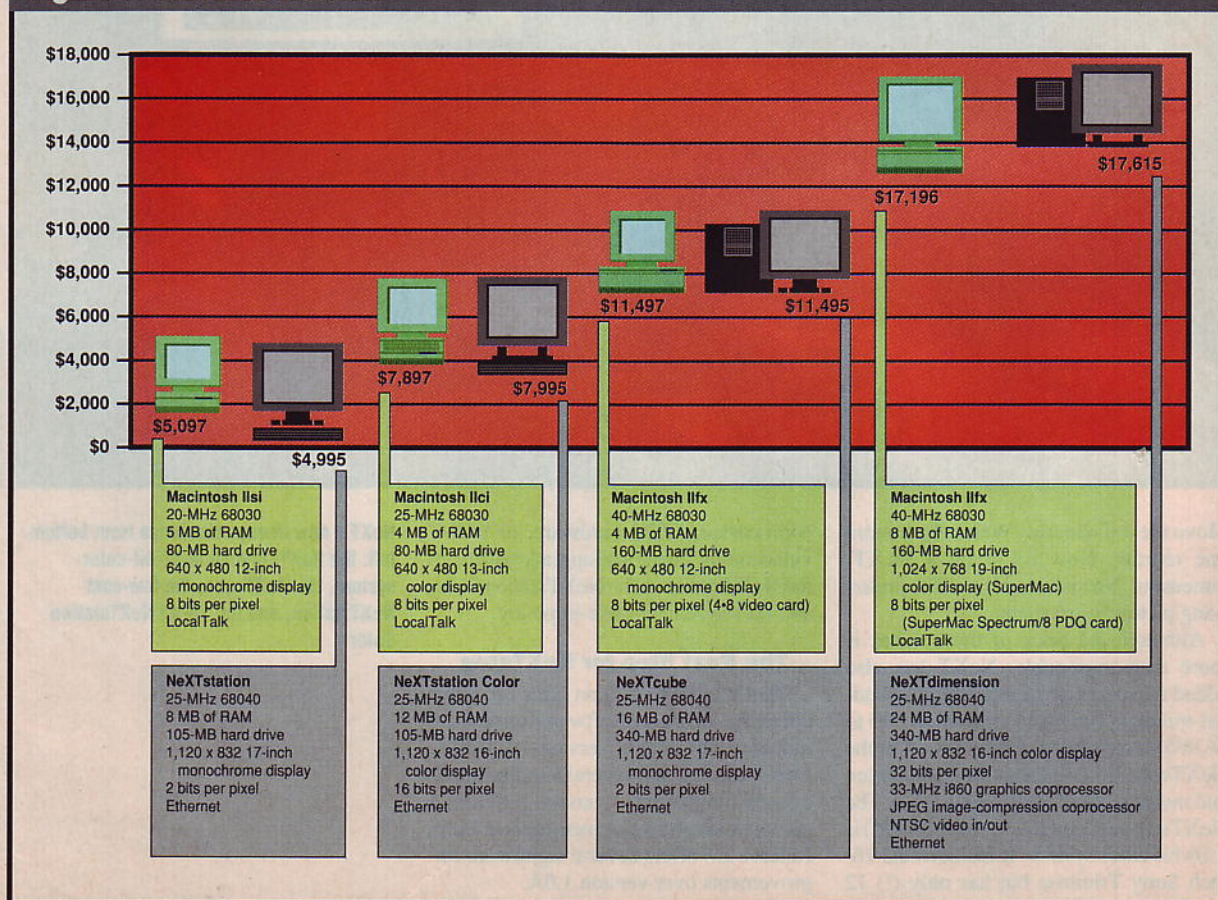 $18,000
$16,000
$14,000
$12,000
$10,000
$8,000
$6,000
$4,000
$2,000
$0
$5,097
$4,995
$7,897
$7,995
$11,497
$11,495
$17,196
$17,615
Macintosh IIsi
20-MHz 68030
5 MB of RAM
80-MB hard drive
640 x 480 12-inch
monochrome display
8 bits per pixel
LocalTalk
Macintosh IIci
25-MHz 68030
4 MB of RAM
80-MB hard drive
640 x 480 13-inch
color display
8 bits per pixel
LocalTalk
Macintosh IIfx
40-MHz 68030
4 MB of RAM
160-MB hard drive
640 x 480 12-inch
monochrome display
8 bits per pixel (4•8 video card)
LocalTalk
Macintosh IIfx
40-MHz 68030
8 MB of RAM
160-MB hard drive
1,024 x 768 19-inch
color display (SuperMac)
8 bits per pixel
(SuperMac Spectrum/8 PDQ card)
LocalTalk
NeXTstation
25-MHz 68040
8 MB of RAM
105-MB hard drive
1,120 x 832 17-inch
monochrome display
2 bits per pixel
Ethernet
NeXTstation Color
25-MHz 68040
12 MB of RAM
105-MB hard drive
1,120 x 832 16-inch
color display
16 bits per pixel
Ethernet
NeXTcube
25-MHz 68040
16 MB of RAM
340-MB hard drive
1,120 x 832 17-inch
monochrome display
2 bits per pixel
Ethernet
NeXTdimension
25-MHz 68040
24 MB of RAM
340-MB hard drive
1,120 x 832 16-inch color display
32 bits per pixel
33-MHz i860 graphics coprocessor
JPEG image-compression coprocessor
NTSC video in/out
Ethernet